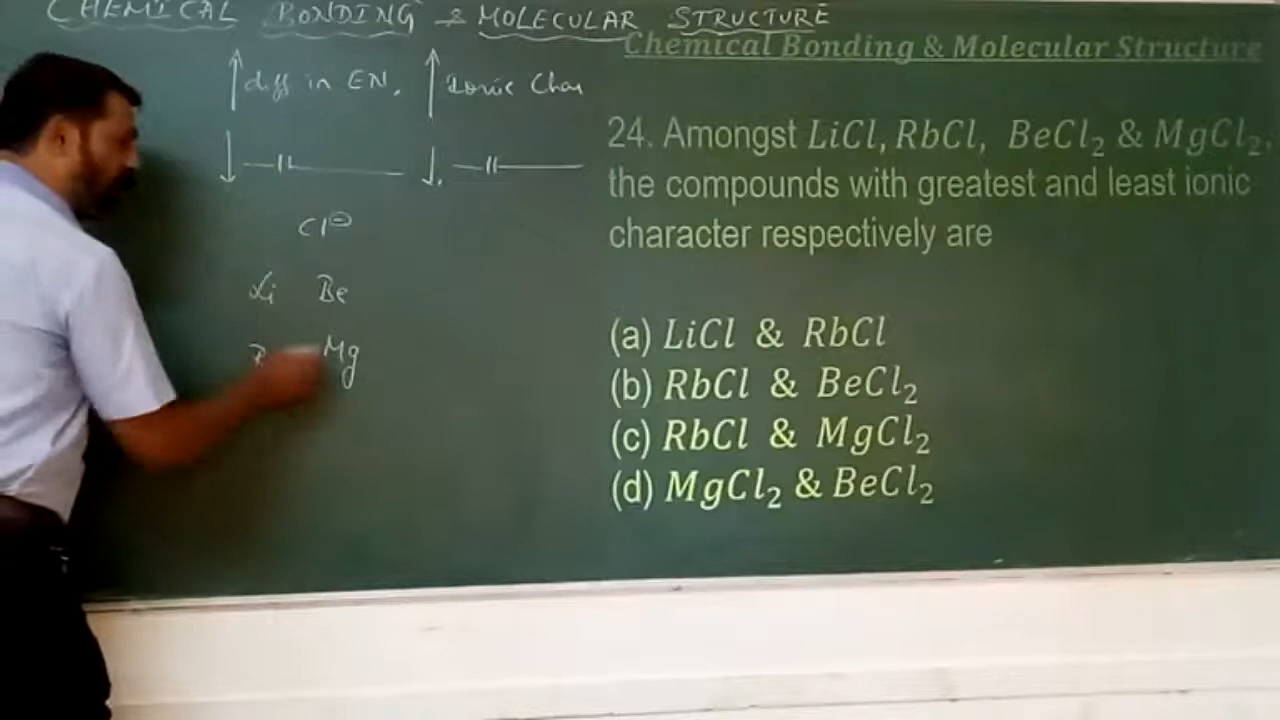 CHEMICAL BONDING & MOLECULAR STRUCTURE
Chemical Bonding & Molecular Structure
↑ diff in EN, ↑ Ionic Char
↓ —||— ↓, —||—
Cl⊖
Li Be
Mg
24. Amongst LiCl, RbCl, BeCl₂ & MgCl₂,
the compounds with greatest and least ionic
character respectively are
(a) LiCl & RbCl
(b) RbCl & BeCl₂
(c) RbCl & MgCl₂
(d) MgCl₂ & BeCl₂